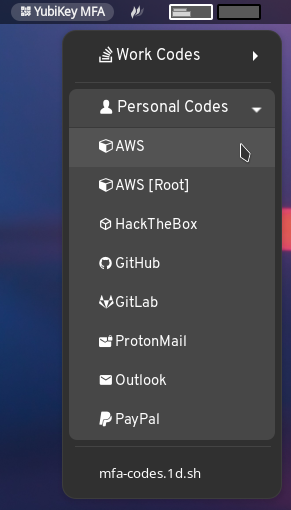 YubiKey MFA
Work Codes
Personal Codes
AWS
AWS [Root]
HackTheBox
GitHub
GitLab
ProtonMail
Outlook
PayPal
mfa-codes.1d.sh